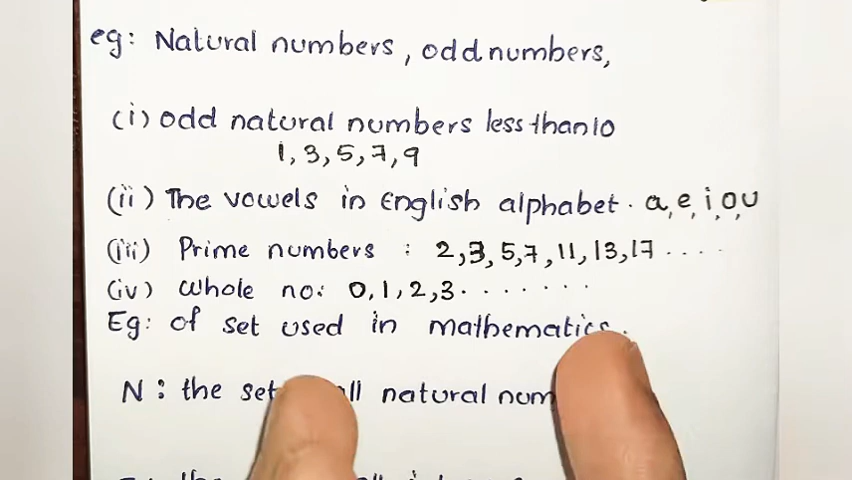 eg: Natural numbers, odd numbers,
(i) odd natural numbers less than 10
1, 3, 5, 7, 9
(ii) The vowels in English alphabet. a, e, i, o, u
(iii) Prime numbers : 2, 3, 5, 7, 11, 13, 17 . . . .
(iv) whole no: 0, 1, 2, 3. . . . . . .
Eg: of set used in mathematics.
N: the set all natural num
the